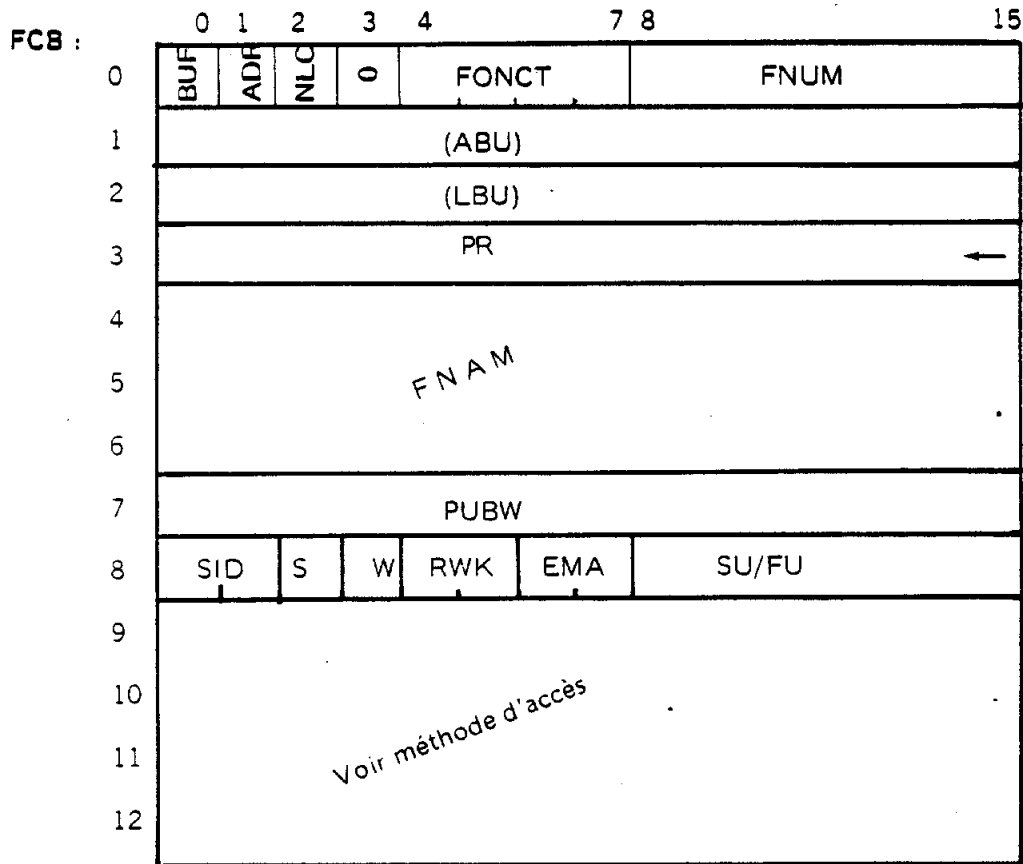 0 1 2 3 4 7 8 15
FCB :
0 BUF ADR NLC 0 FONCT FNUM
1 (ABU)
2 (LBU)
3 PR
4
5 FNAM
6
7 PUBW
8 SID S W RWK EMA SU/FU
9
10
11 Voir méthode d'accès
12